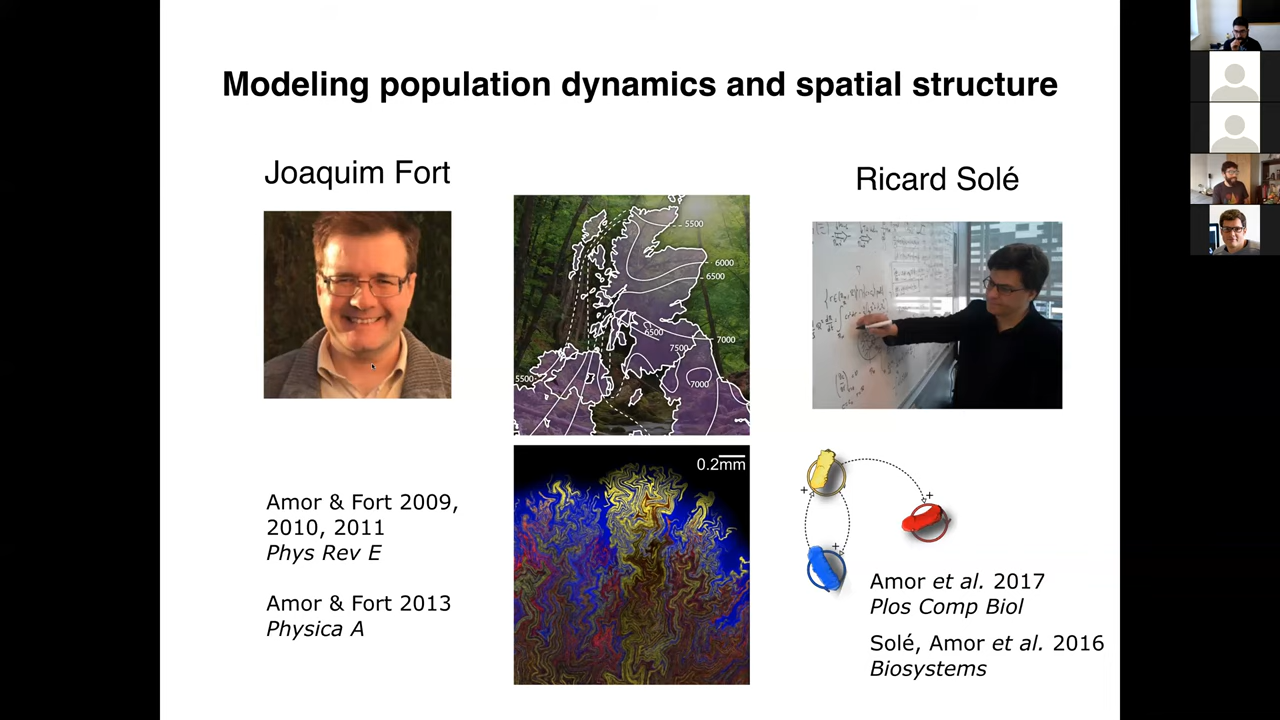 Modeling population dynamics and spatial structure
Joaquim Fort
Ricard Solé
5500
6000
6500
6500
7000
7500
7000
5500
0.2mm
Amor & Fort 2009,
2010, 2011
Phys Rev E
Amor & Fort 2013
Physica A
+
+
+
Amor et al. 2017
Plos Comp Biol
Solé, Amor et al. 2016
Biosystems